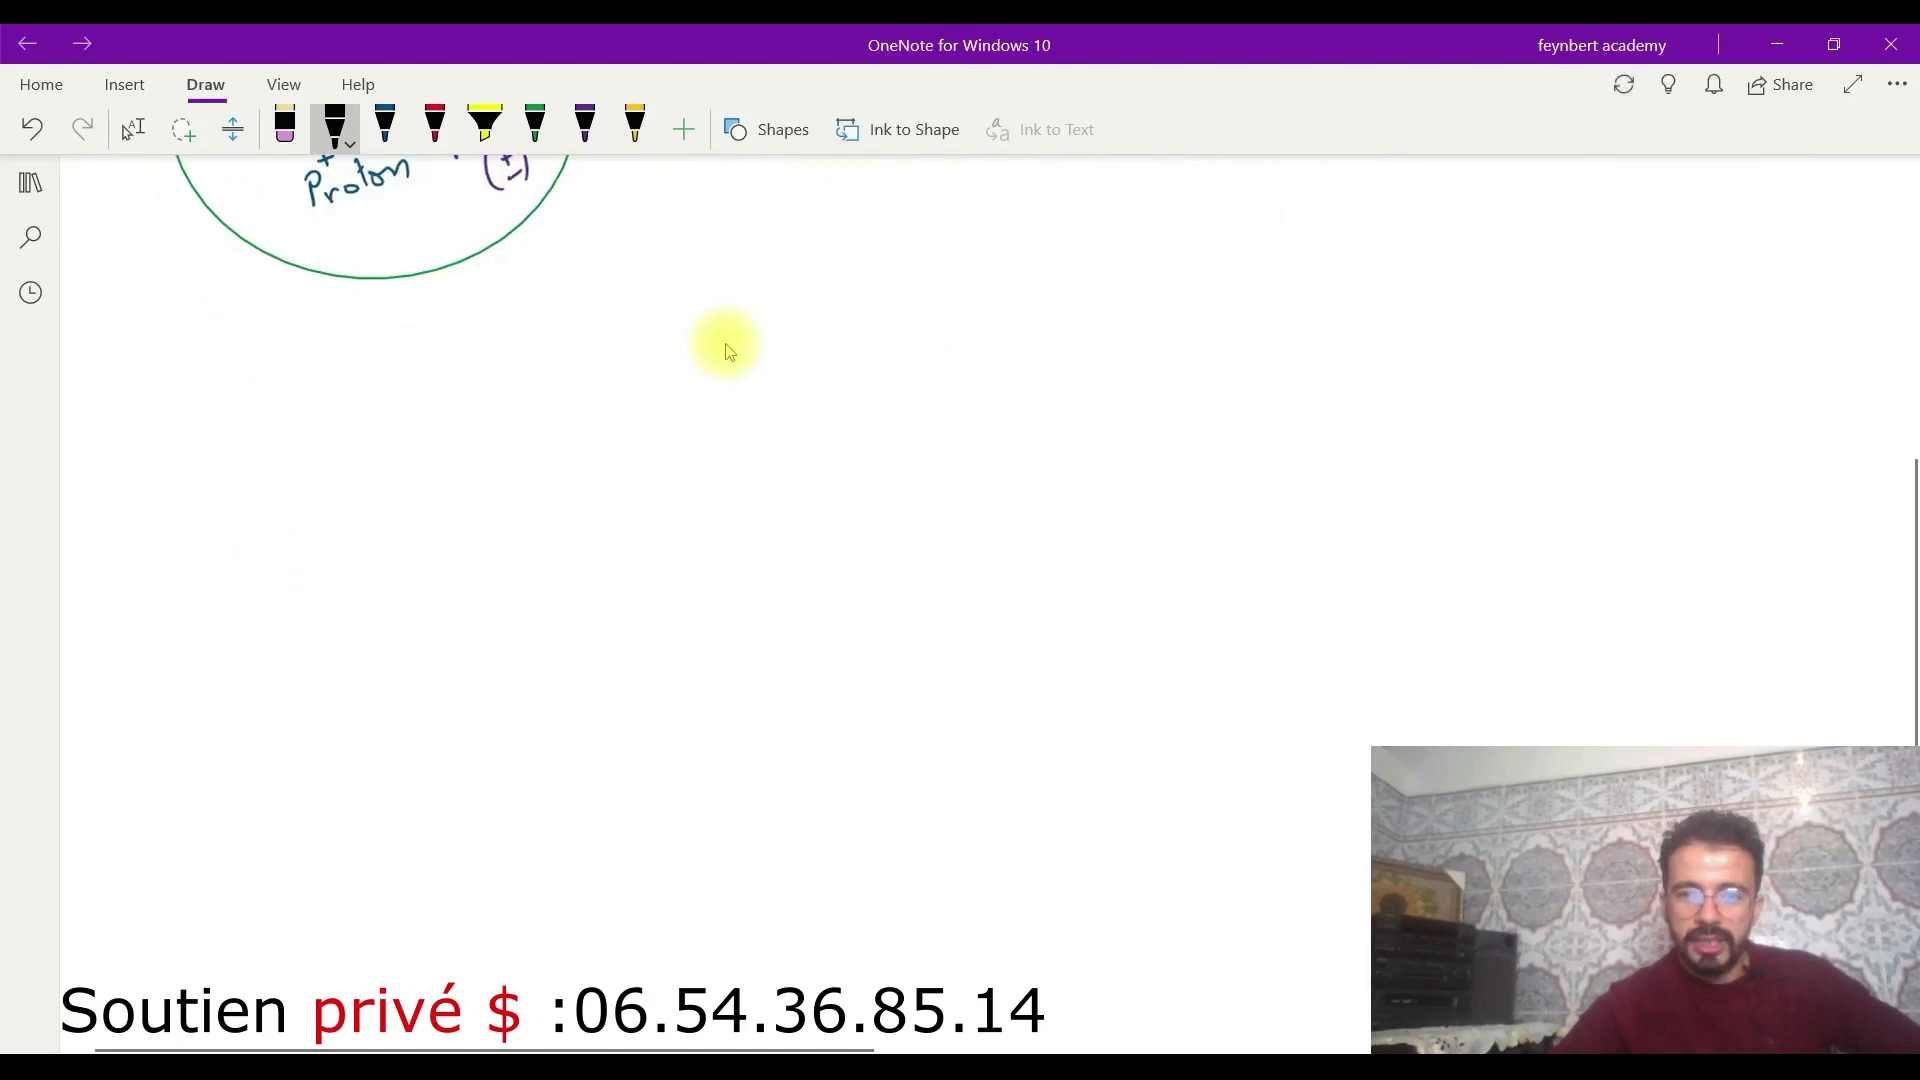 OneNote for Windows 10
feynbert academy
Home Insert Draw View Help
Share
Shapes
Ink to Shape
Ink to Text
+
Proton
(±)
Soutien privé $ :06.54.36.85.14